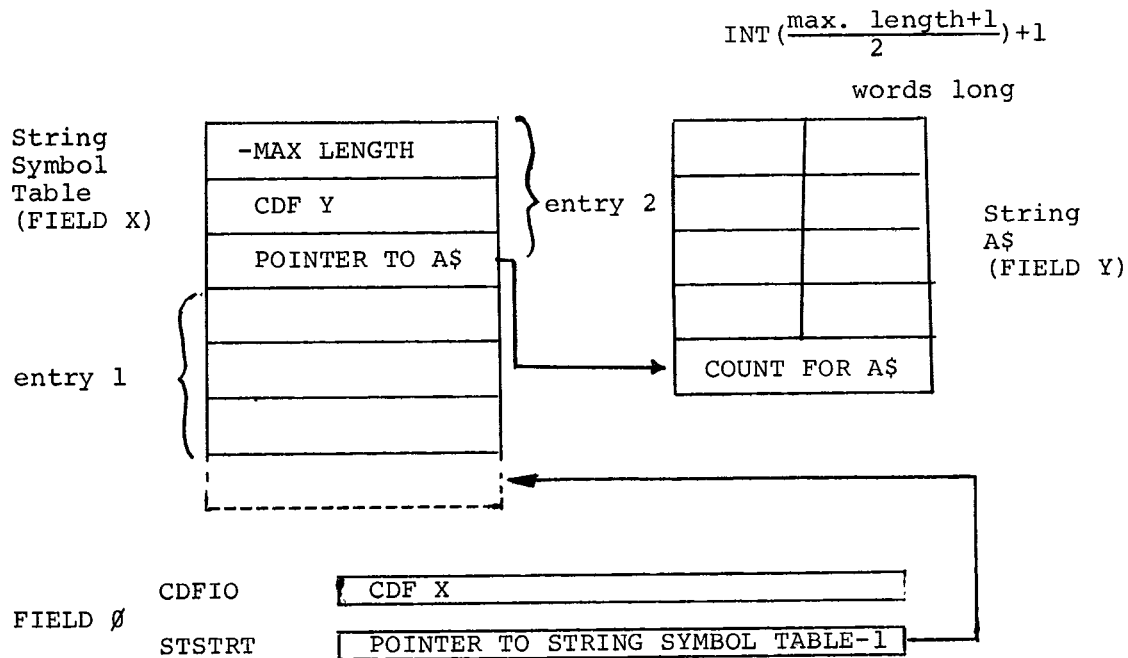 INT(max. length+1
2)+1
words long
String
Symbol
Table
(FIELD X)
-MAX LENGTH
CDF Y
POINTER TO A$
entry 2
String
A$
(FIELD Y)
COUNT FOR A$
entry 1
FIELD Ø
CDFIO
CDF X
STSTRT
POINTER TO STRING SYMBOL TABLE-1